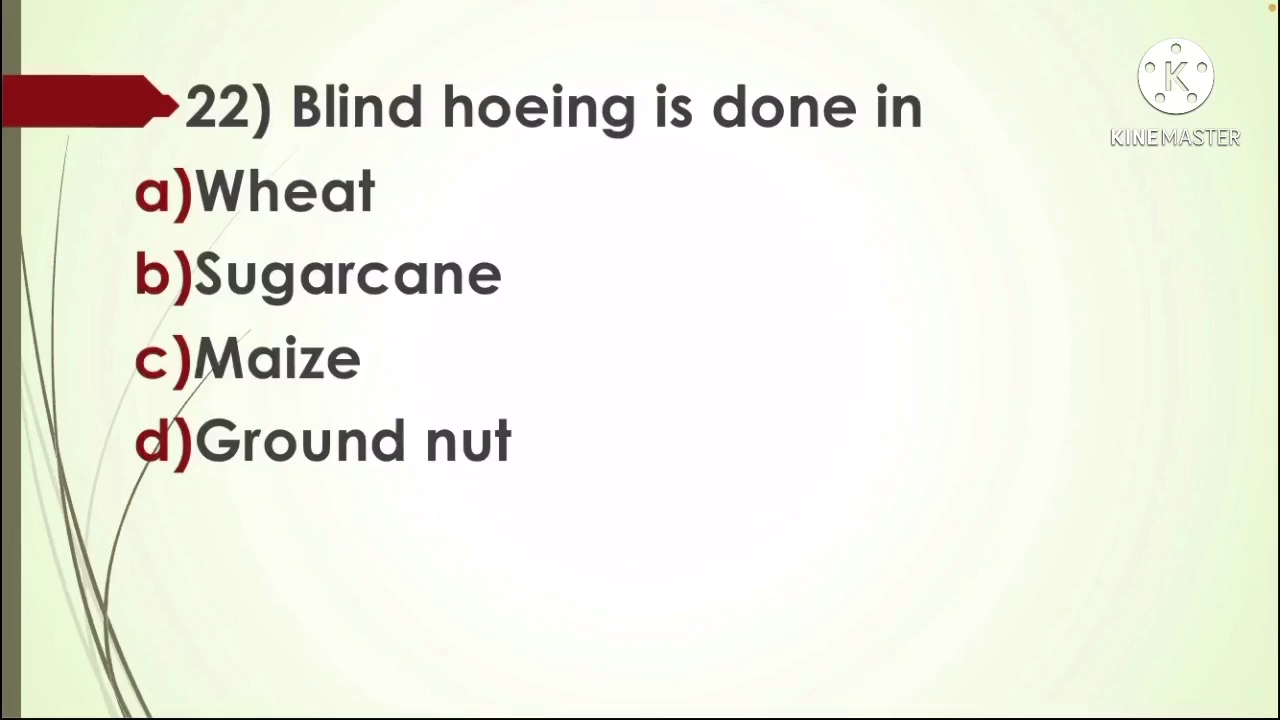 22) Blind hoeing is done in
a)Wheat
b)Sugarcane
c)Maize
d)Ground nut
K
KINEMASTER